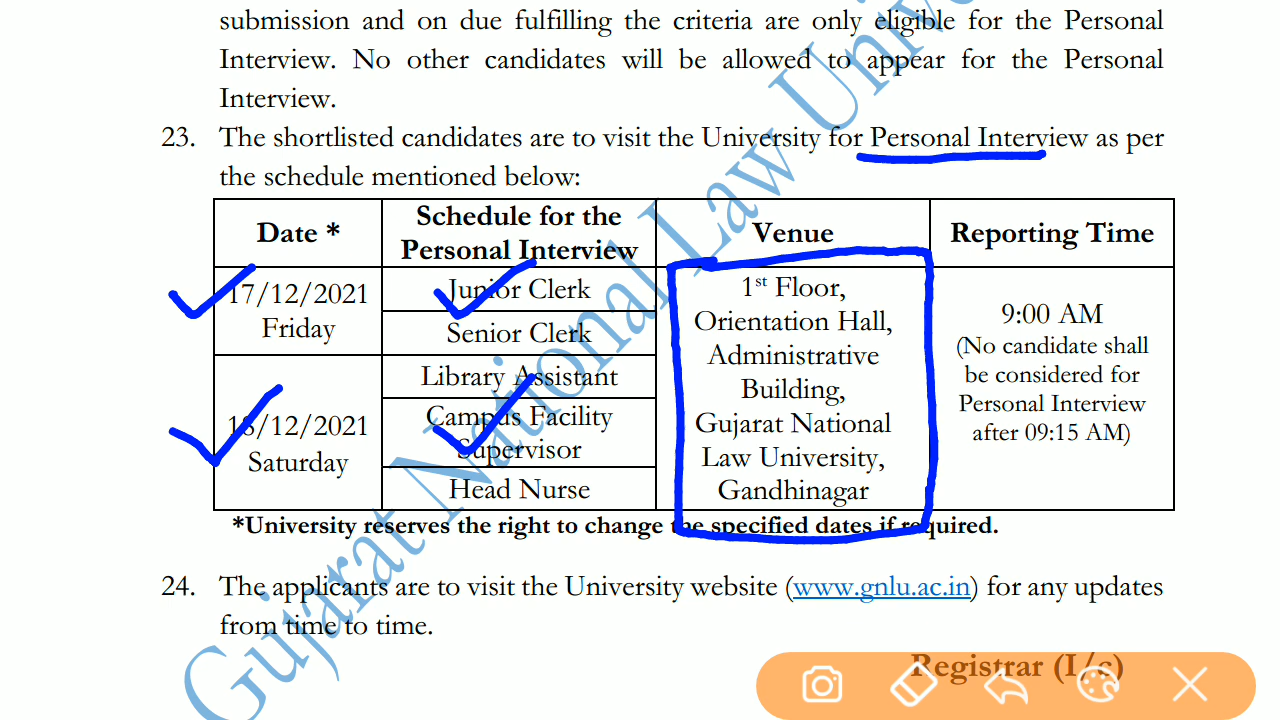 submission and on due fulfilling the criteria are only eligible for the Personal
Interview. No other candidates will be allowed to appear for the Personal
Interview.
23. The shortlisted candidates are to visit the University for Personal Interview as per
the schedule mentioned below:
Date *
Schedule for the
Personal Interview
Venue
Reporting Time
17/12/2021
Friday
Junior Clerk
Senior Clerk
18/12/2021
Saturday
Library Assistant
Campus Facility
Supervisor
Head Nurse
1st Floor,
Orientation Hall,
Administrative
Building,
Gujarat National
Law University,
Gandhinagar
9:00 AM
(No candidate shall
be considered for
Personal Interview
after 09:15 AM)
*University reserves the right to change the specified dates if required.
24. The applicants are to visit the University website (www.gnlu.ac.in) for any updates
from time to time.
Registrar (I/c)
Gujarat National Law Unive